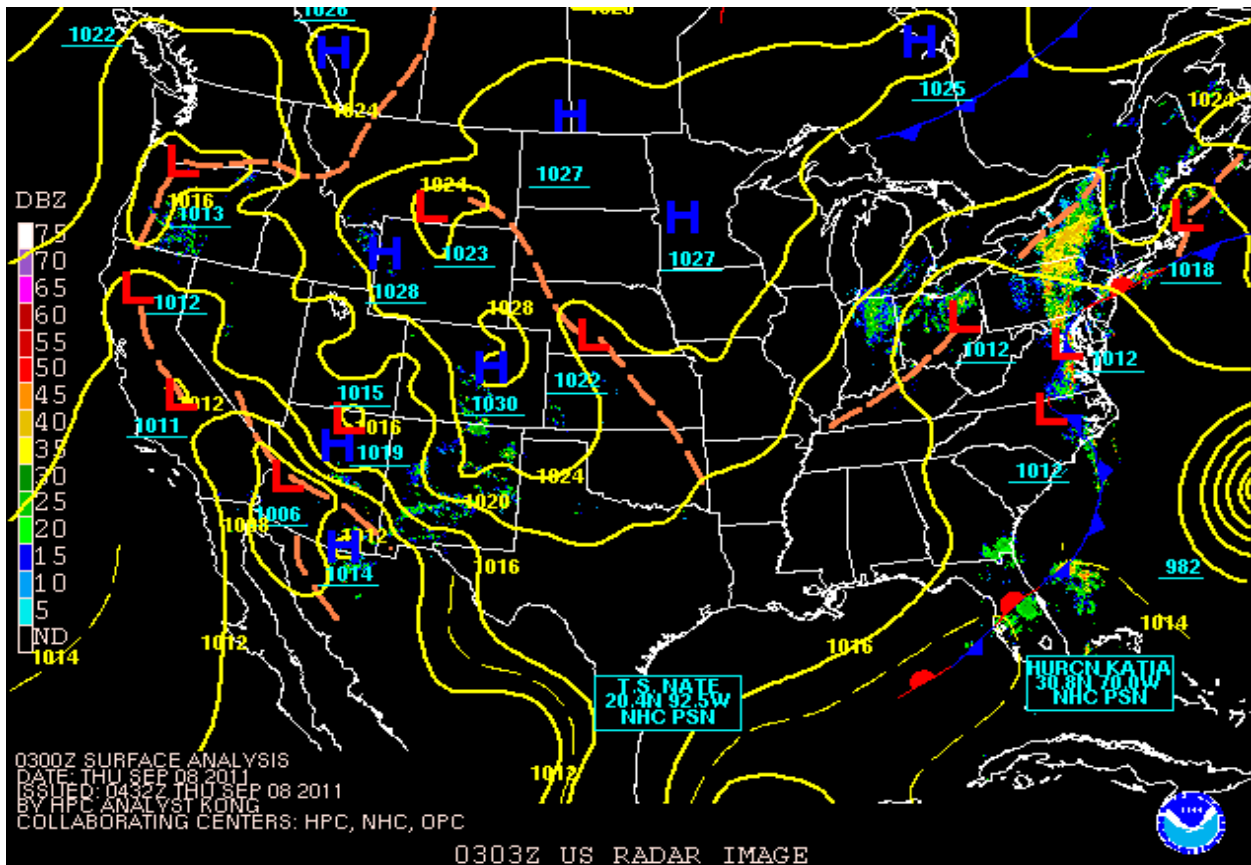 1026
1020
1022
H
H
1025
1024
H
1024
L
1027
1024
1016
1013
L
H
L
1023
H
1027
1018
1028
L
1012
1028
L
L
1012
L
1012
H
1022
1030
1015
L
1012
1011
L
1016
L
H
1019
1012
L
1024
1020
1006
1008
1012
H
1014
1016
982
1014
1012
1014
1016
T.S. NATE
20.4N 92.5W
NHC PSN
HURCN KATIA
30.8N 70.0W
NHC PSN
1012
DBZ
75
70
65
60
55
50
45
40
35
30
25
20
15
10
5
ND
0300Z SURFACE ANALYSIS
DATE: THU SEP 08 2011
ISSUED: 0432Z THU SEP 08 2011
BY HPC ANALYST KONG
COLLABORATING CENTERS: HPC, NHC, OPC
0303Z US RADAR IMAGE